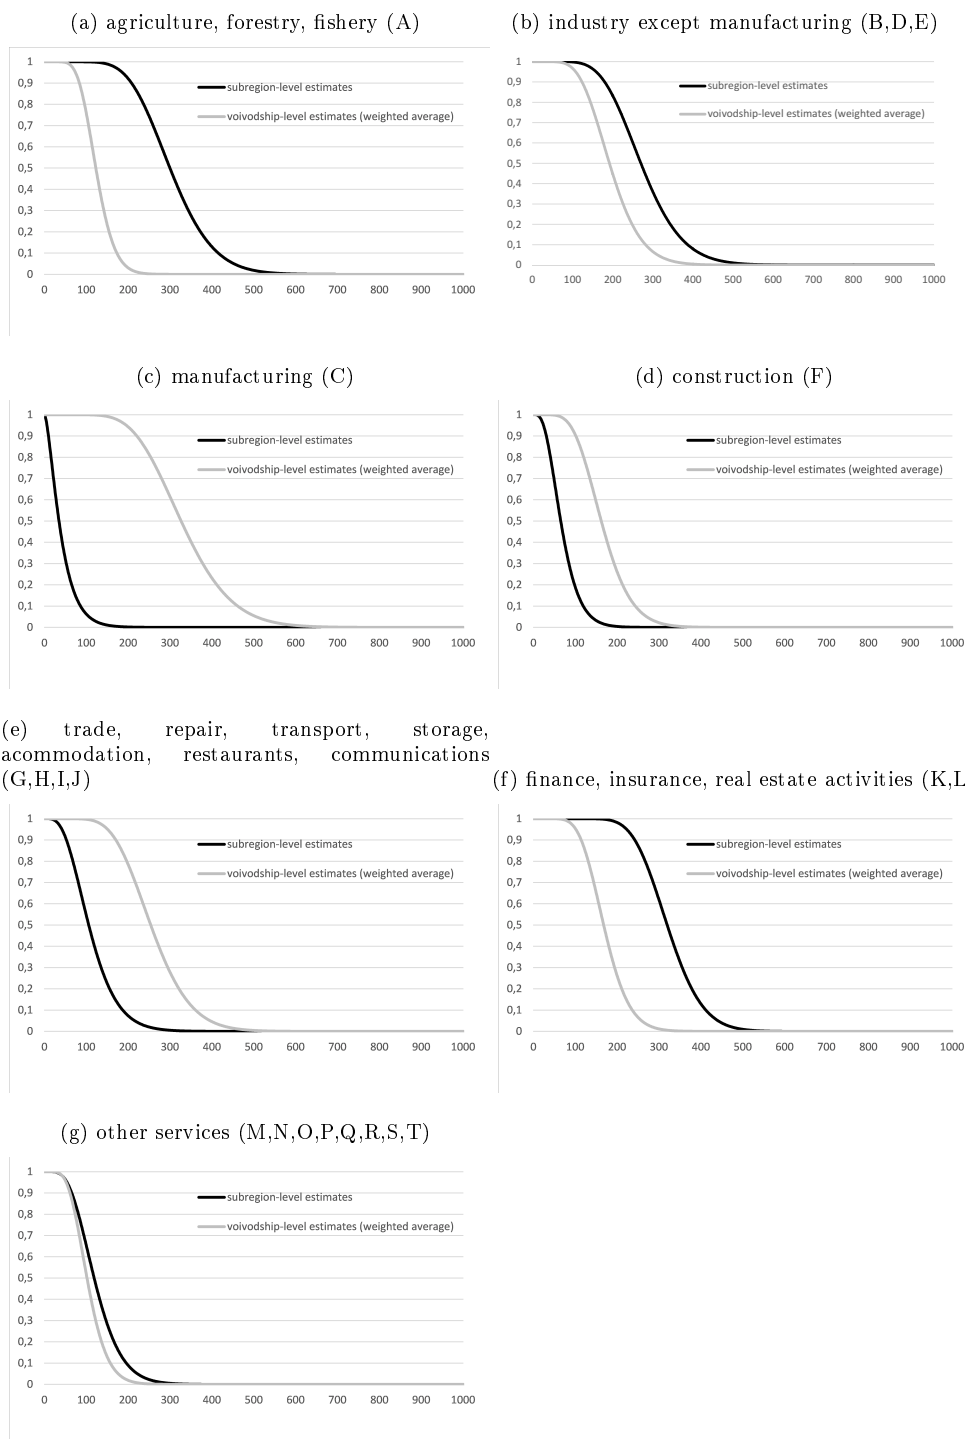 (a) agriculture, forestry, fishery (A)
1
0,9
0,8
0,7
0,6
0,5
0,4
0,3
0,2
0,1
0
subregion-level estimates
voivodship-level estimates (weighted average)
0 100 200 300 400 500 600 700 800 900 1000
(b) industry except manufacturing (B,D,E)
1
0,9
0,8
0,7
0,6
0,5
0,4
0,3
0,2
0,1
0
subregion-level estimates
voivodship-level estimates (weighted average)
0 100 200 300 400 500 600 700 800 900 1000
(c) manufacturing (C)
1
0,9
0,8
0,7
0,6
0,5
0,4
0,3
0,2
0,1
0
subregion-level estimates
voivodship-level estimates (weighted average)
0 100 200 300 400 500 600 700 800 900 1000
(d) construction (F)
1
0,9
0,8
0,7
0,6
0,5
0,4
0,3
0,2
0,1
0
subregion-level estimates
voivodship-level estimates (weighted average)
0 100 200 300 400 500 600 700 800 900 1000
(e) trade, repair, transport, storage,
acommodation, restaurants, communications
(G,H,I,J)
1
0,9
0,8
0,7
0,6
0,5
0,4
0,3
0,2
0,1
0
subregion-level estimates
voivodship-level estimates (weighted average)
0 100 200 300 400 500 600 700 800 900 1000
(f) finance, insurance, real estate activities (K,L
1
0,9
0,8
0,7
0,6
0,5
0,4
0,3
0,2
0,1
0
subregion-level estimates
voivodship-level estimates (weighted average)
0 100 200 300 400 500 600 700 800 900 1000
(g) other services (M,N,O,P,Q,R,S,T)
1
0,9
0,8
0,7
0,6
0,5
0,4
0,3
0,2
0,1
0
subregion-level estimates
voivodship-level estimates (weighted average)
0 100 200 300 400 500 600 700 800 900 1000